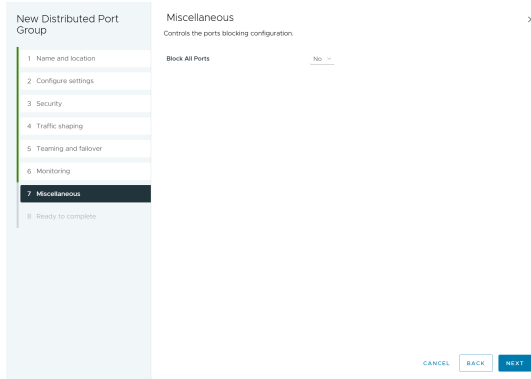 New Distributed Port
Group
1 Name and location
2 Configure settings
3 Security
4 Traffic shaping
5 Teaming and failover
6 Monitoring
7 Miscellaneous
8 Ready to complete
Miscellaneous
Controls the ports blocking configuration.
Block All Ports No
CANCEL BACK NEXT